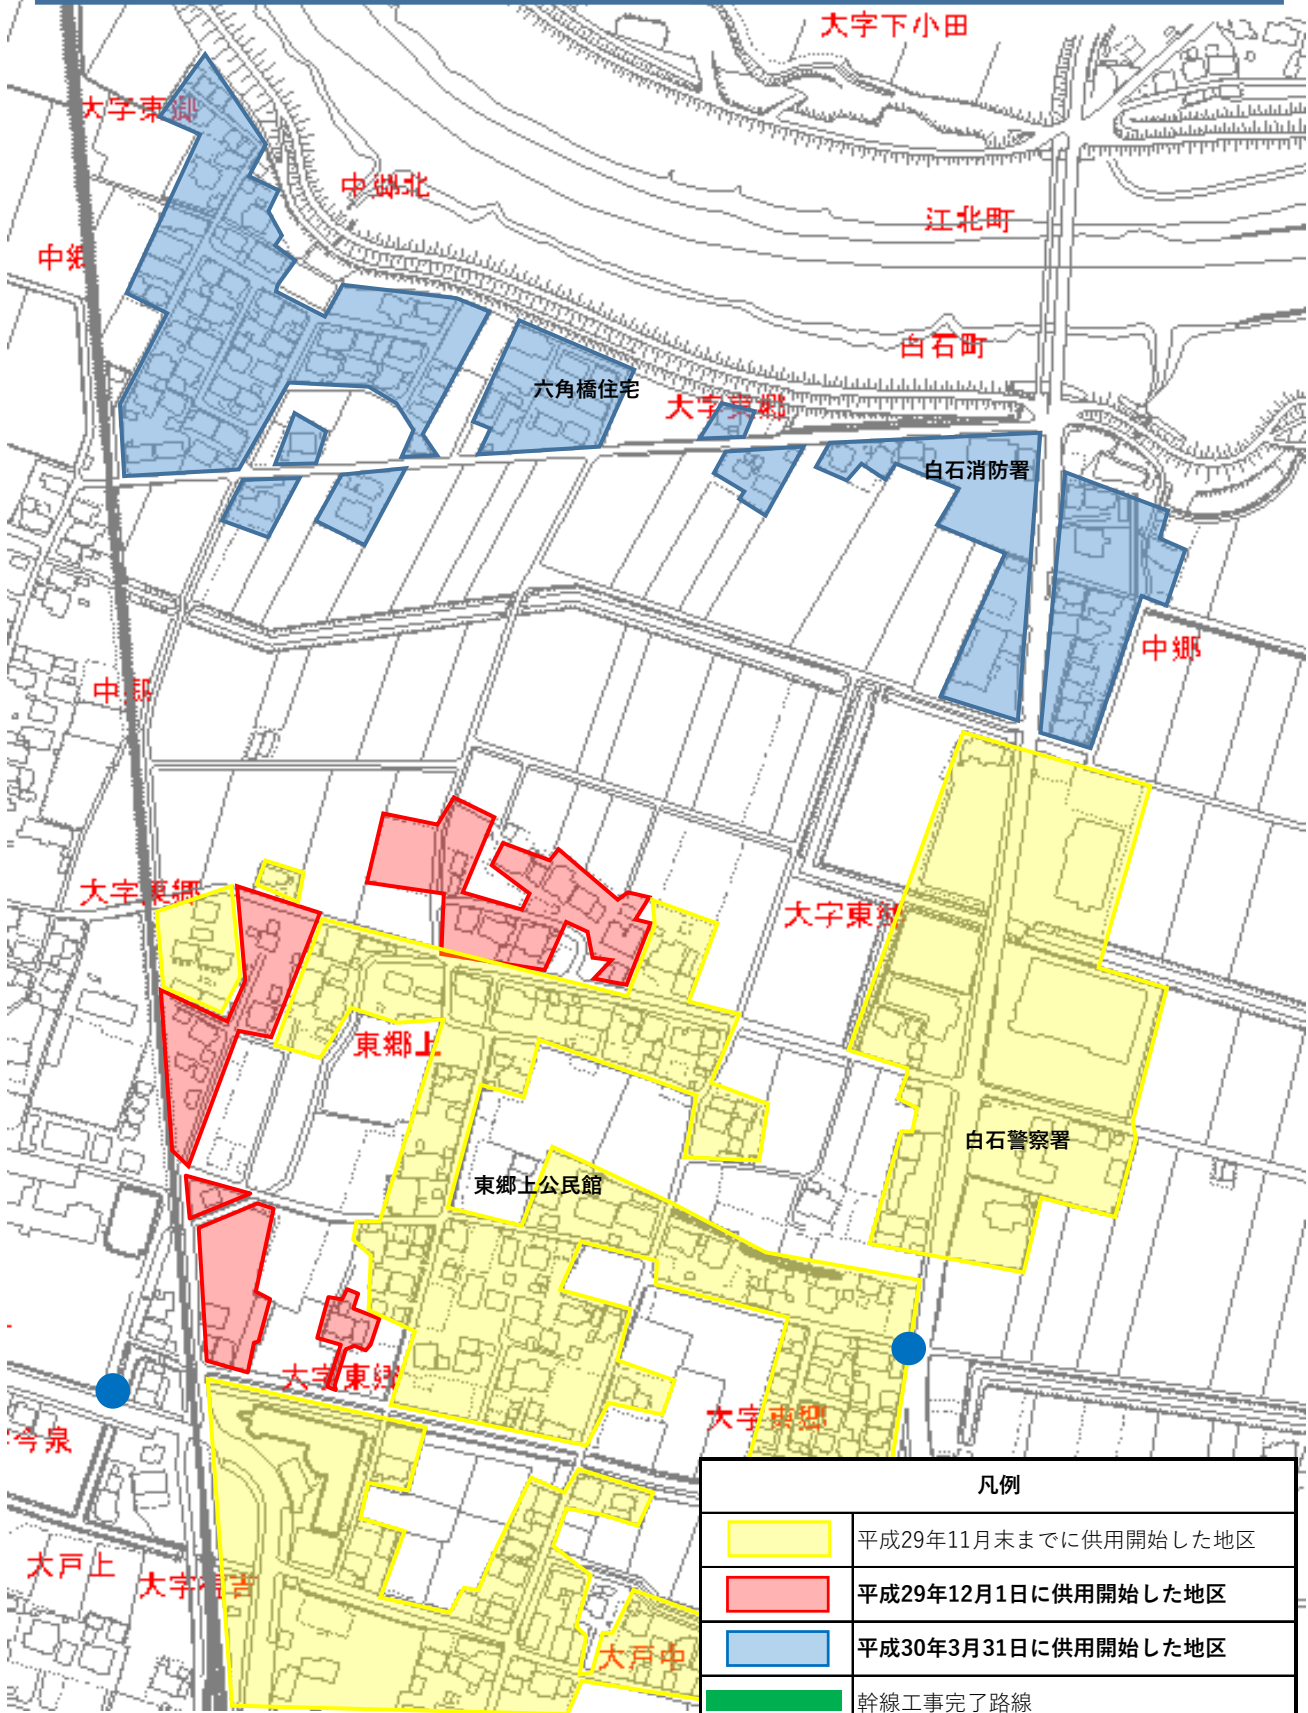 大字下小田
大字東郷
中郷北
江北町
中郷
白石町
六角橋住宅
大字東郷
白石消防署
中郷
中郷
大字東郷
大字東郷
東郷上
白石警察署
東郷上公民館
大字東郷
大字東郷
今泉
凡例
平成29年11月末までに供用開始した地区
大戸上
大字福吉
平成29年12月1日に供用開始した地区
平成30年3月31日に供用開始した地区
大戸中
幹線工事完了路線